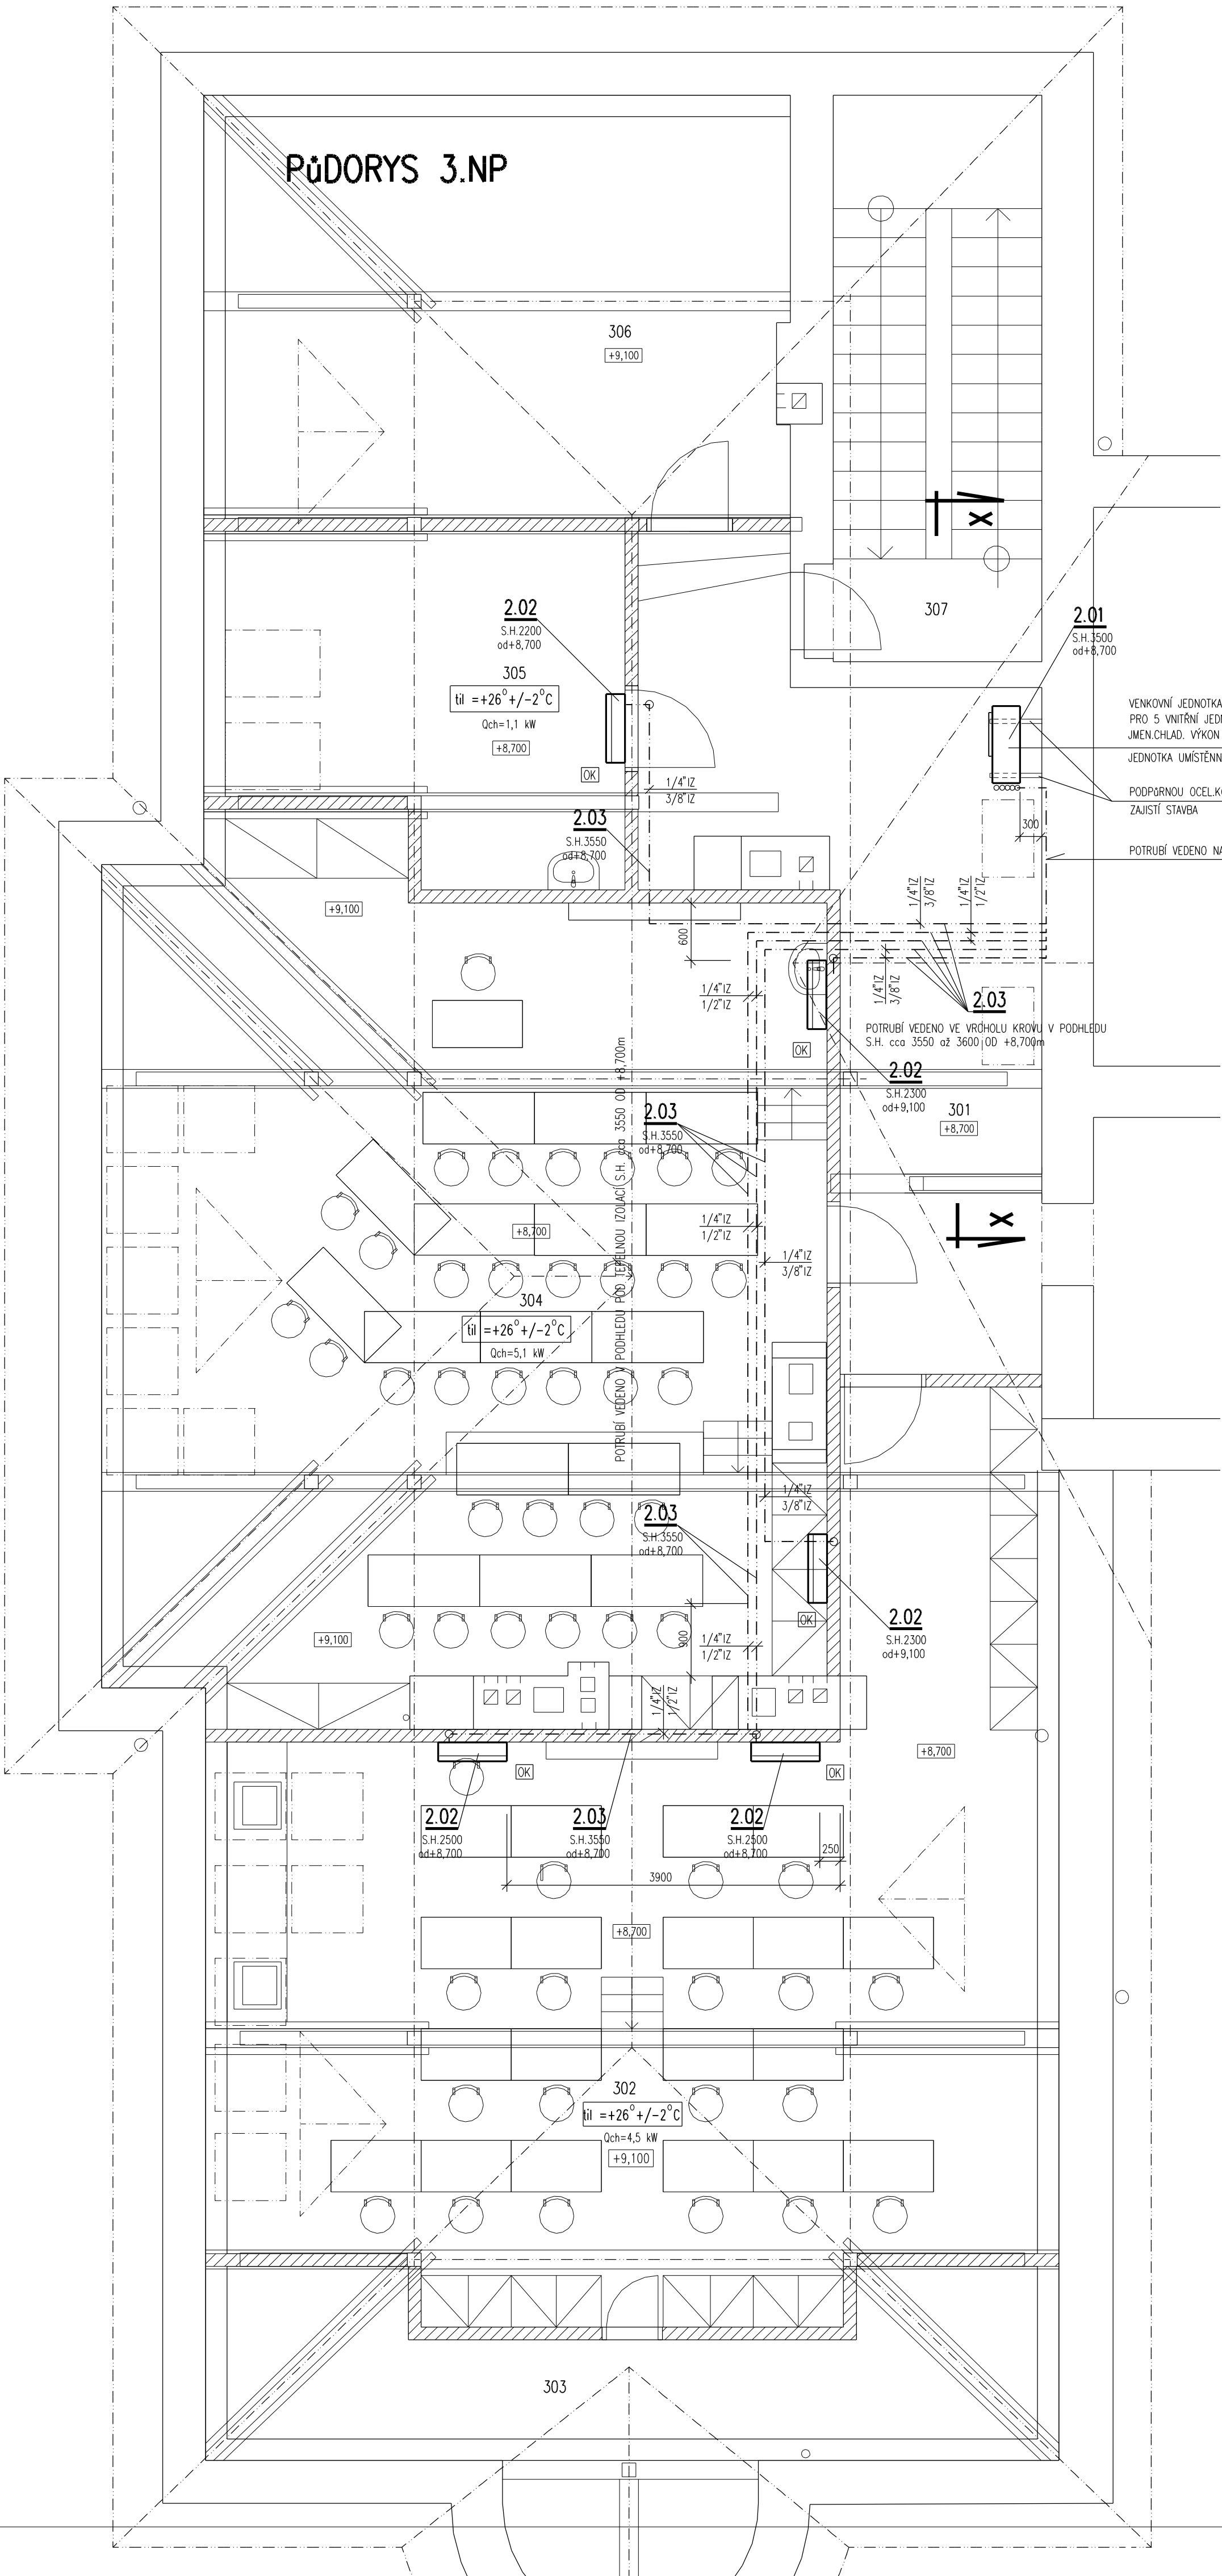 PůDORYS 3.NP
306
+9,100
307
2.02
S.H.2200
od+8,700
305
til =+26°+/-2°C
Qch=1,1 kW
+8,700
OK
2.01
S.H.3500
od+8,700
VENKOVNÍ JEDNOTKA
PRO 5 VNITŘNÍ JED
JMEN.CHLAD. VÝKON
JEDNOTKA UMÍSTĚNN
PODPůRNOU OCEL.K
ZAJISTÍ STAVBA
300
POTRUBÍ VEDENO NA
1/4"IZ
3/8"IZ
2.03
S.H.3550
od+8,700
+9,100
600
1/4"IZ
3/8"IZ
1/4"IZ
1/2"IZ
1/4"IZ
1/2"IZ
1/4"IZ
3/8"IZ
2.03
POTRUBÍ VEDENO VE VRCHOLU KROVU V PODHLEDU
S.H. cca 3550 až 3600 OD +8,700m
OK
2.02
S.H.2300
od+9,100
301
+8,700
2.03
S.H.3550
od+8,700
POTRUBÍ VEDENO V PODHLEDU POD TEPELNOU IZOLACÍ S.H. cca 3550 OD +8,700m
+8,700
1/4"IZ
1/2"IZ
1/4"IZ
3/8"IZ
304
til =+26°+/-2°C
Qch=5,1 kW
1/4"IZ
3/8"IZ
2.03
S.H.3550
od+8,700
OK
2.02
S.H.2300
od+9,100
+9,100
900
1/4"IZ
1/2"IZ
1/4"IZ
1/2"IZ
+8,700
OK
OK
2.02
S.H.2500
od+8,700
2.03
S.H.3550
od+8,700
2.02
S.H.2500
od+8,700
250
3900
+8,700
302
til =+26°+/-2°C
Qch=4,5 kW
+9,100
303